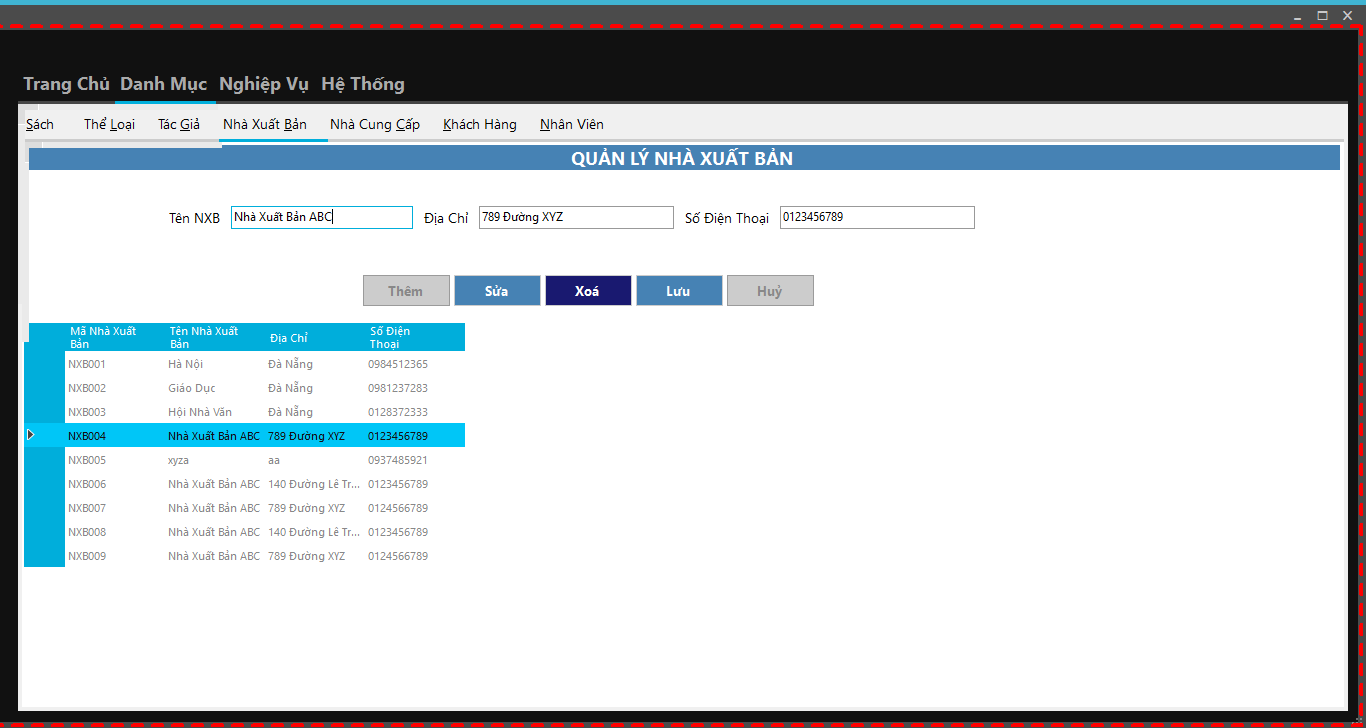 Trang Chủ Danh Mục Nghiệp Vụ Hệ Thống
Sách Thể Loại Tác Giả Nhà Xuất Bản Nhà Cung Cấp Khách Hàng Nhân Viên
QUẢN LÝ NHÀ XUẤT BẢN
Tên NXB Nhà Xuất Bản ABC Địa Chỉ 789 Đường XYZ Số Điện Thoại 0123456789
Thêm Sửa Xoá Lưu Huỷ
Mã Nhà Xuất Bản Tên Nhà Xuất Bản Địa Chỉ Số Điện Thoại
NXB001 Hà Nội Đà Nẵng 0984512365
NXB002 Giáo Dục Đà Nẵng 0981237283
NXB003 Hội Nhà Văn Đà Nẵng 0128372333
NXB004 Nhà Xuất Bản ABC 789 Đường XYZ 0123456789
NXB005 xyza aa 0937485921
NXB006 Nhà Xuất Bản ABC 140 Đường Lê Tr... 0123456789
NXB007 Nhà Xuất Bản ABC 789 Đường XYZ 0124566789
NXB008 Nhà Xuất Bản ABC 140 Đường Lê Tr... 0123456789
NXB009 Nhà Xuất Bản ABC 789 Đường XYZ 0124566789